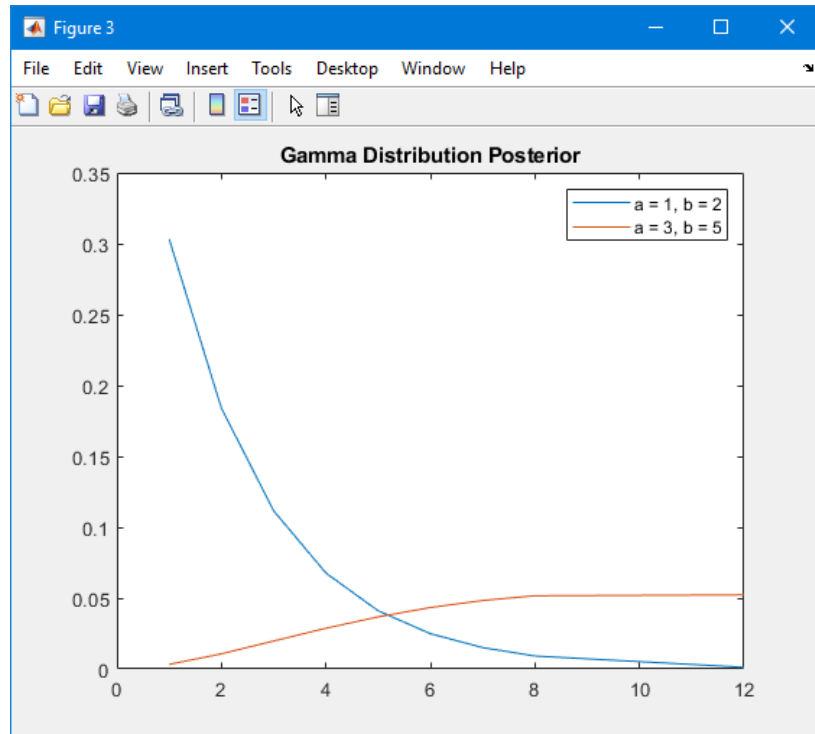 Figure 3
File Edit View Insert Tools Desktop Window Help
Gamma Distribution Posterior
0.35
0.3
0.25
0.2
0.15
0.1
0.05
0
a = 1, b = 2
a = 3, b = 5
0 2 4 6 8 10 12